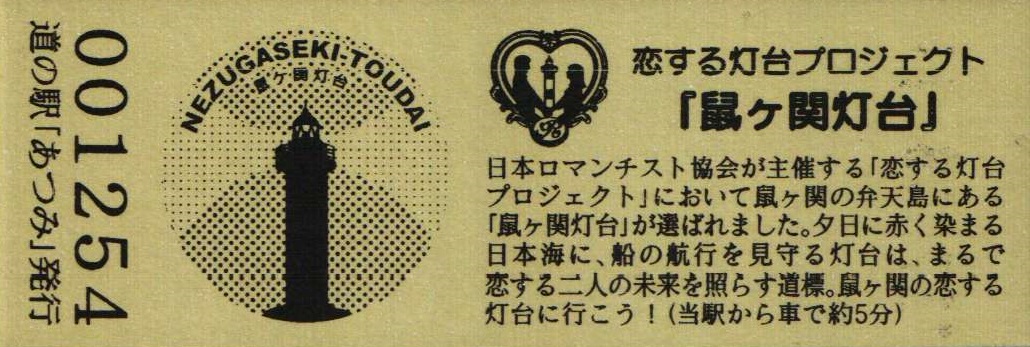 恋する灯台プロジェクト
『鼠ヶ関灯台』
日本ロマンチスト協会が主催する「恋する灯台
プロジェクト」において鼠ヶ関の弁天島にある
「鼠ヶ関灯台」が選ばれました。夕日に赤く染まる
日本海に、船の航行を見守る灯台は、まるで
恋する二人の未来を照らす道標。鼠ヶ関の恋する
灯台に行こう！(当駅から車で約5分)
NEZUGASEKI-TOUDAI
鼠ヶ関灯台
001254
道の駅「あつみ」発行